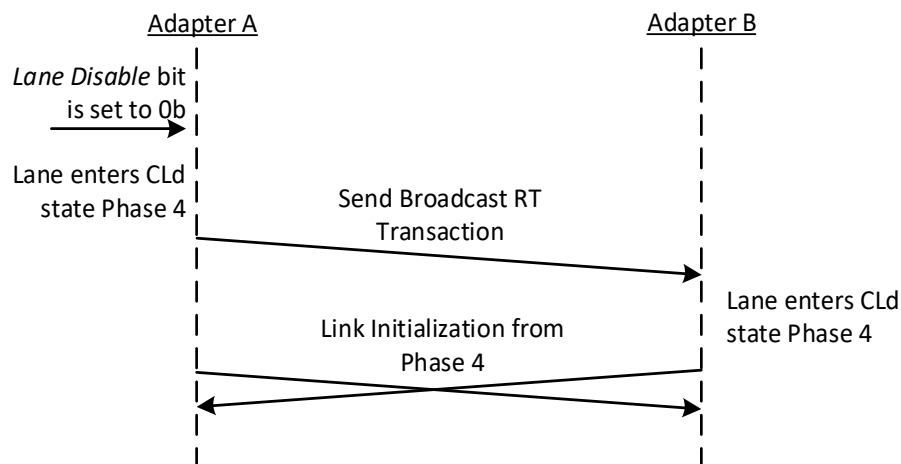 Adapter A
Adapter B
Lane Disable bit
is set to 0b
Lane enters CLd
state Phase 4
Send Broadcast RT
Transaction
Lane enters CLd
state Phase 4
Link Initialization from
Phase 4